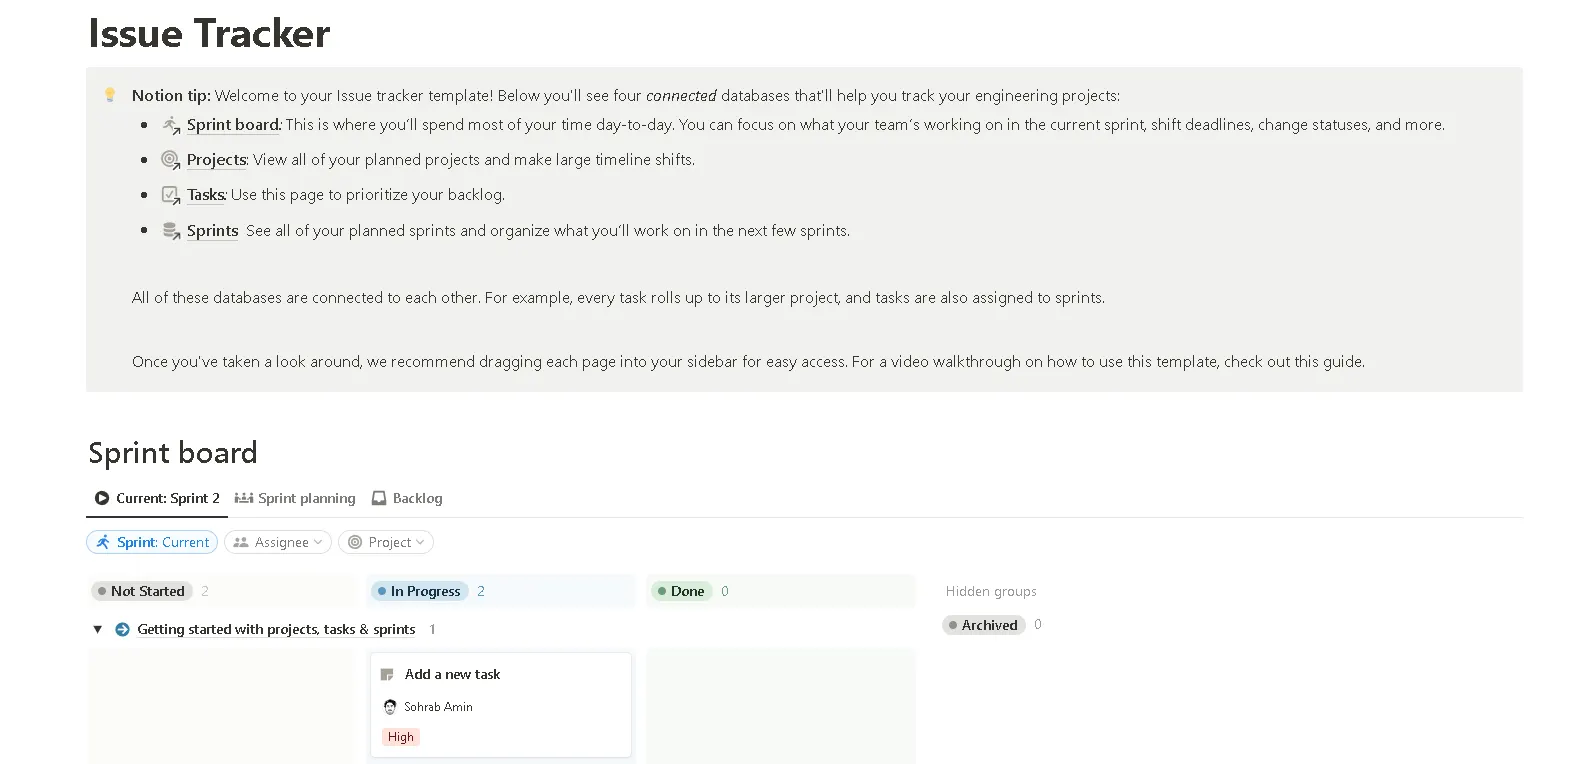 Issue Tracker
Notion tip: Welcome to your Issue tracker template! Below you'll see four connected databases that'll help you track your engineering projects:
Sprint board: This is where you'll spend most of your time day-to-day. You can focus on what your team's working on in the current sprint, shift deadlines, change statuses, and more.
Projects: View all of your planned projects and make large timeline shifts.
Tasks: Use this page to prioritize your backlog.
Sprints See all of your planned sprints and organize what you'll work on in the next few sprints.
All of these databases are connected to each other. For example, every task rolls up to its larger project, and tasks are also assigned to sprints.
Once you've taken a look around, we recommend dragging each page into your sidebar for easy access. For a video walkthrough on how to use this template, check out this guide.
Sprint board
Current: Sprint 2 Sprint planning Backlog
Sprint: Current Assignee Project
Not Started 2 In Progress 2 Done 0 Hidden groups
Archived 0
Getting started with projects, tasks & sprints 1
Add a new task
Sohrab Amin
High